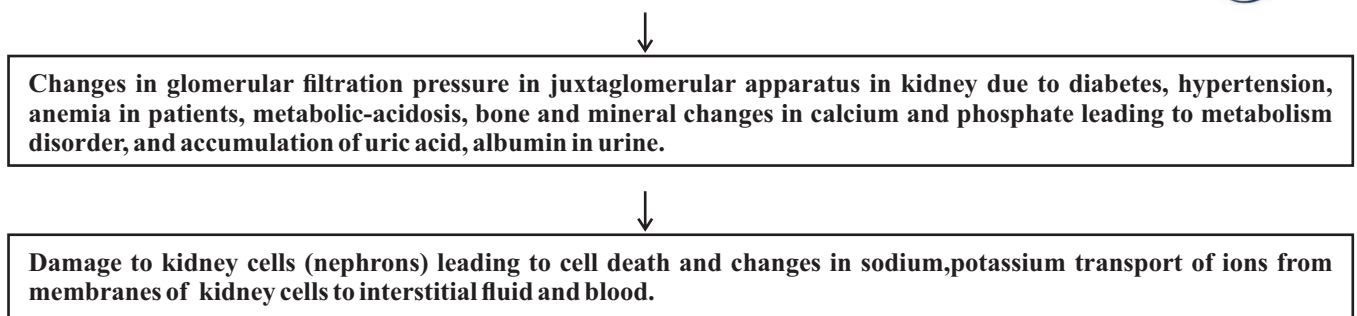 Changes in glomerular filtration pressure in juxtaglomerular apparatus in kidney due to diabetes, hypertension,
anemia in patients, metabolic-acidosis, bone and mineral changes in calcium and phosphate leading to metabolism
disorder, and accumulation of uric acid, albumin in urine.
Damage to kidney cells (nephrons) leading to cell death and changes in sodium,potassium transport of ions from
membranes of kidney cells to interstitial fluid and blood.